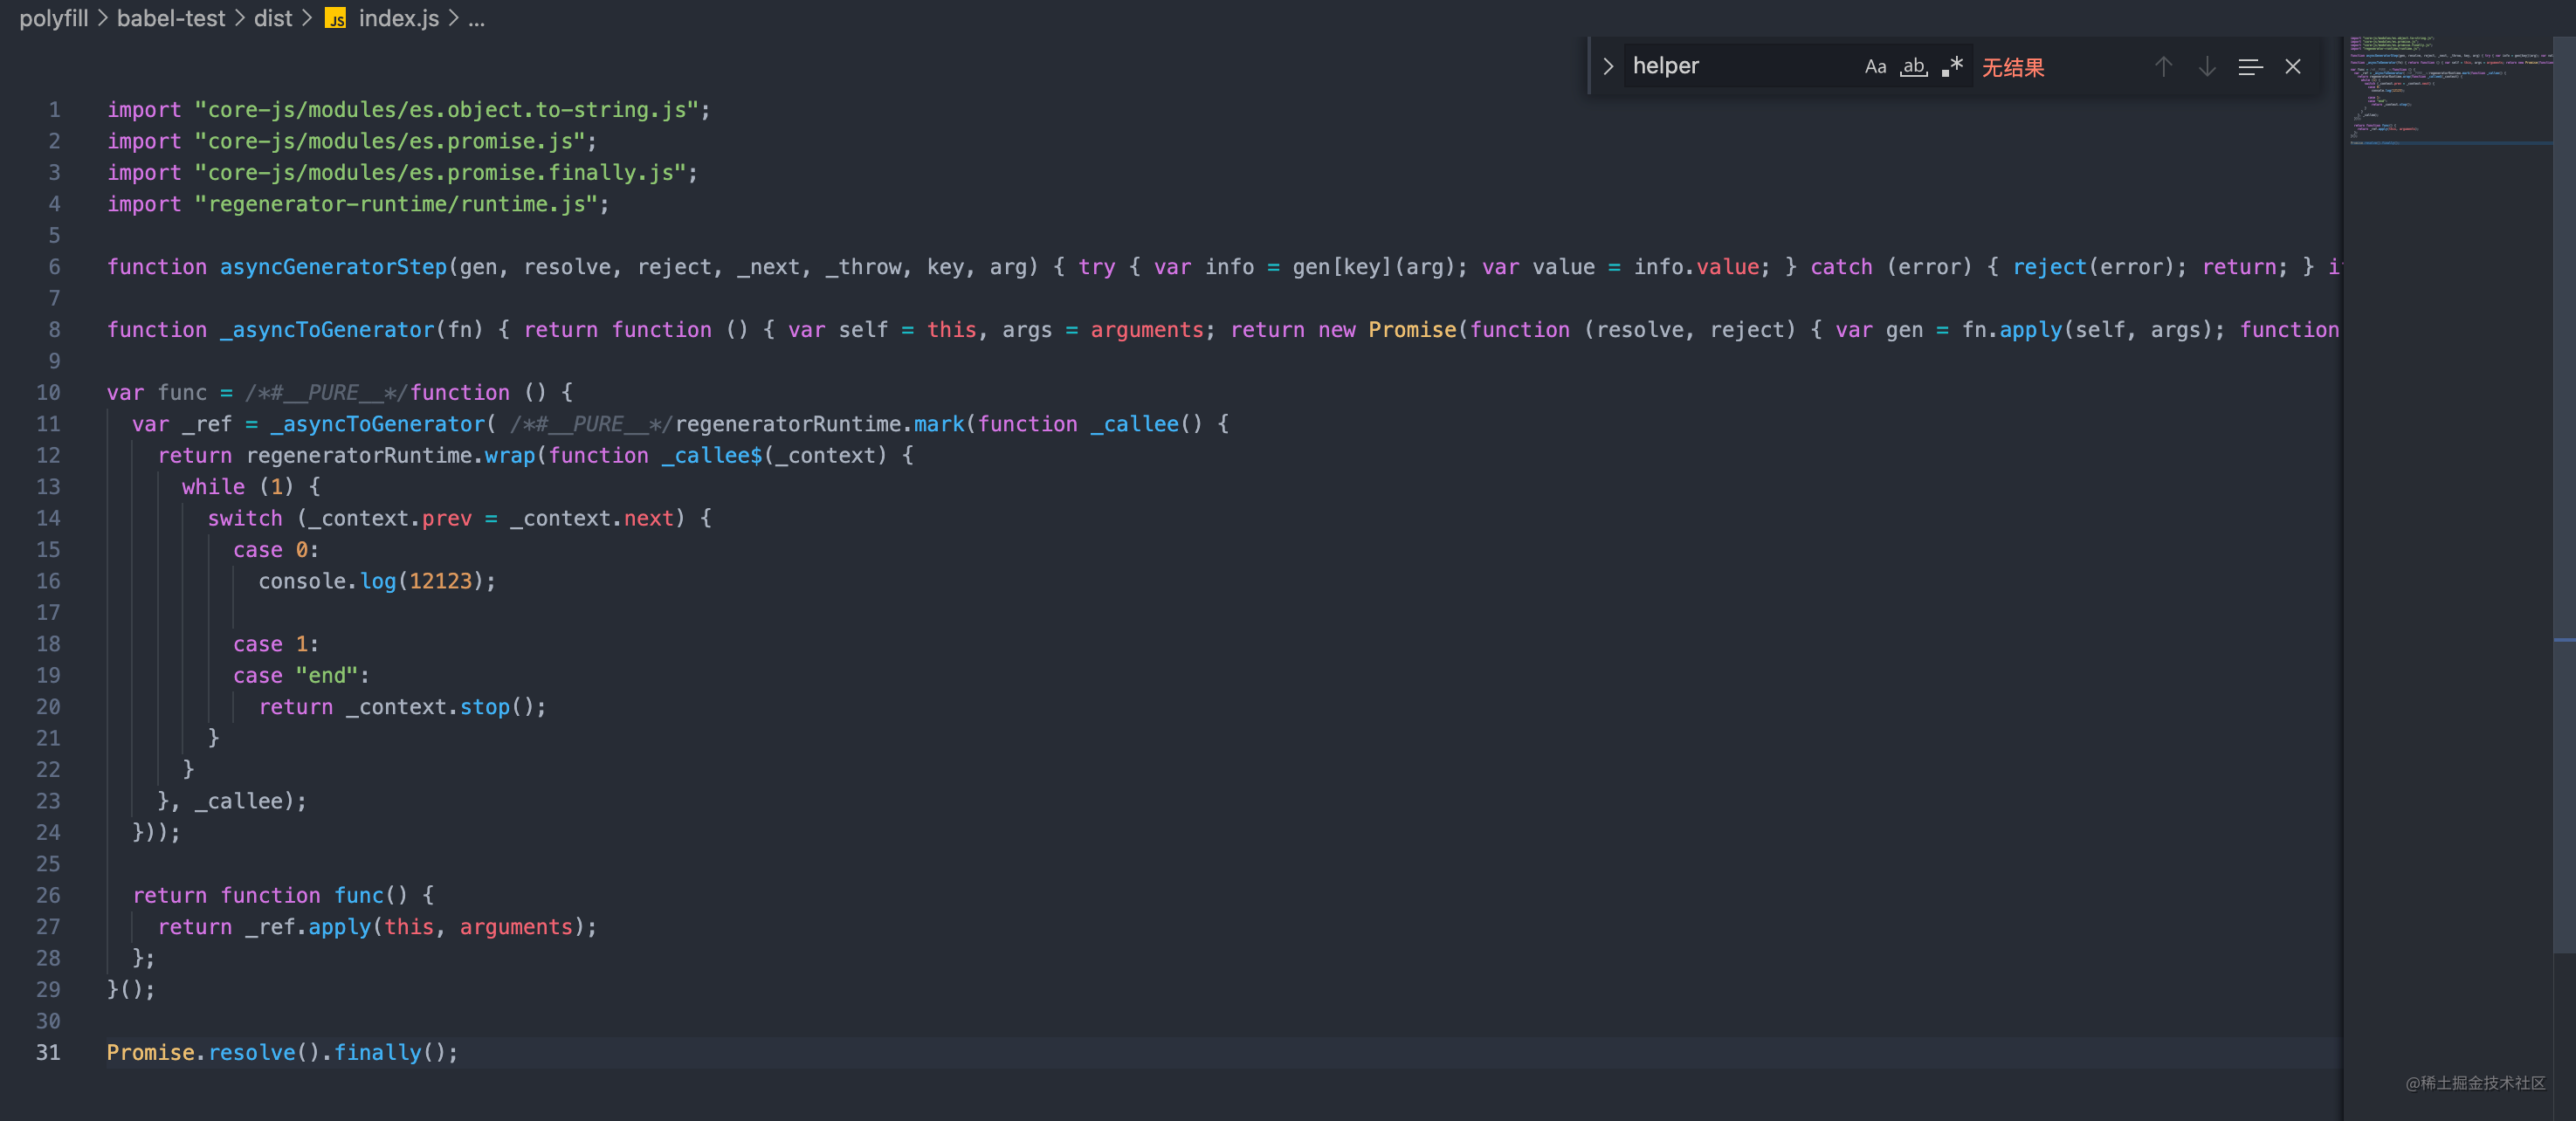 polyfill > babel-test > dist > JS index.js > ...
helper Aa ab .* 无结果
1 import "core-js/modules/es.object.to-string.js";
2 import "core-js/modules/es.promise.js";
3 import "core-js/modules/es.promise.finally.js";
4 import "regenerator-runtime/runtime.js";
5
6 function asyncGeneratorStep(gen, resolve, reject, _next, _throw, key, arg) { try { var info = gen[key](arg); var value = info.value; } catch (error) { reject(error); return; } i
7
8 function _asyncToGenerator(fn) { return function () { var self = this, args = arguments; return new Promise(function (resolve, reject) { var gen = fn.apply(self, args); function
9
10 var func = /*#__PURE__*/function () {
11 var _ref = _asyncToGenerator( /*#__PURE__*/regeneratorRuntime.mark(function _callee() {
12 return regeneratorRuntime.wrap(function _callee$(_context) {
13 while (1) {
14 switch (_context.prev = _context.next) {
15 case 0:
16 console.log(12123);
17
18 case 1:
19 case "end":
20 return _context.stop();
21 }
22 }
23 }, _callee);
24 }));
25
26 return function func() {
27 return _ref.apply(this, arguments);
28 };
29 }();
30
31 Promise.resolve().finally();
@稀土掘金技术社区